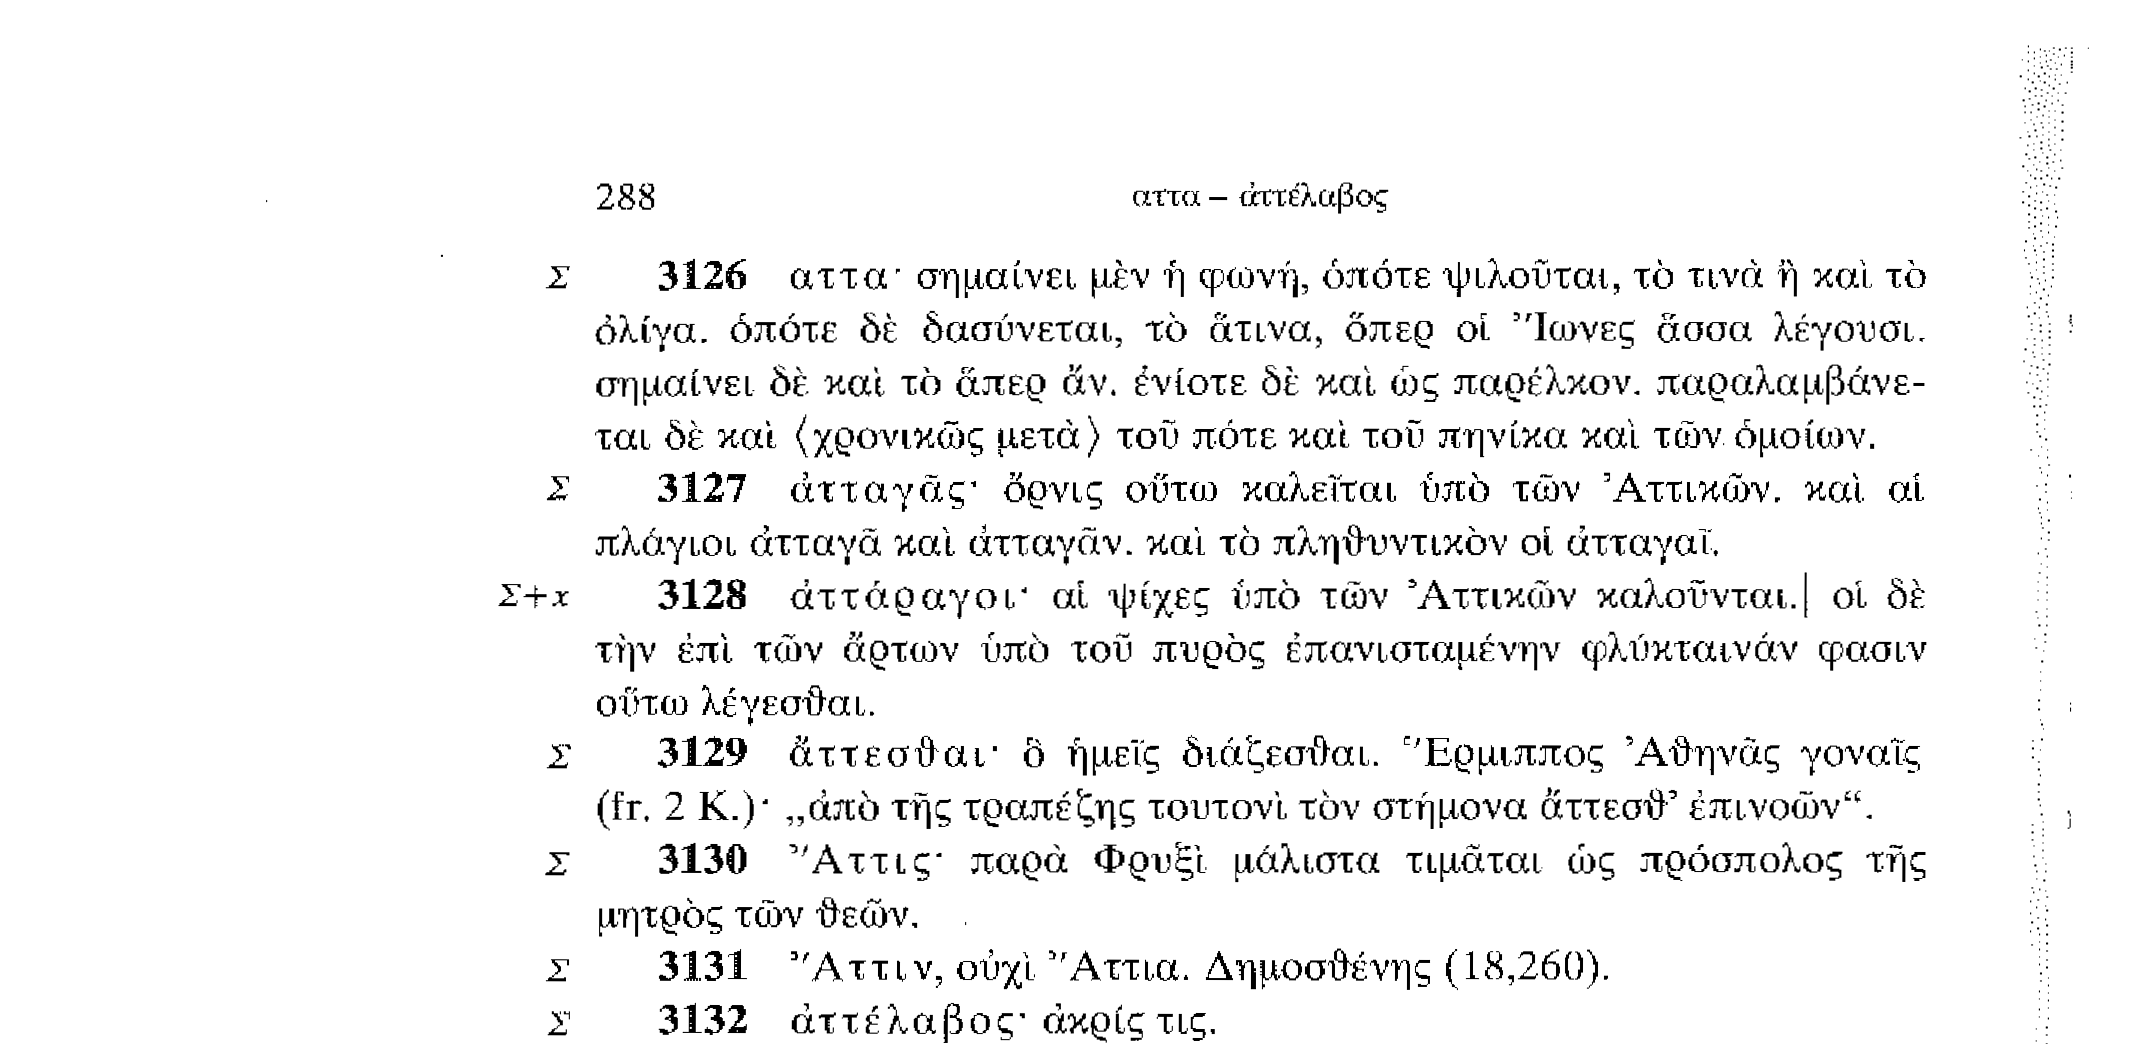 288 αττα – ἀττέλαβος
Σ 3126 αττα· σημαίνει μὲν ἡ φωνή, ὁπότε ψιλοῦται, τὸ τινὰ ἢ καὶ τὸ
ὀλίγα. ὁπότε δὲ δασύνεται, τὸ ἅτινα, ὅπερ οἱ Ἴωνες ἅσσα λέγουσι.
σημαίνει δὲ καὶ τὸ ἅπερ ἄν. ἐνίοτε δὲ καὶ ὡς παρέλκον. παραλαμβάνε-
ται δὲ καὶ ⟨χρονικῶς μετὰ⟩ τοῦ πότε καὶ τοῦ πηνίκα καὶ τῶν ὁμοίων.
Σ 3127 ἀτταγᾶς· ὄρνις οὕτω καλεῖται ὑπὸ τῶν Ἀττικῶν. καὶ αἱ
πλάγιοι ἀτταγᾶ καὶ ἀτταγᾶν. καὶ τὸ πληθυντικὸν οἱ ἀτταγαῖ.
Σ+x 3128 ἀττάραγοι· αἱ ψίχες ὑπὸ τῶν Ἀττικῶν καλοῦνται.| οἱ δὲ
τὴν ἐπὶ τῶν ἄρτων ὑπὸ τοῦ πυρὸς ἐπανισταμένην φλύκταινάν φασιν
οὕτω λέγεσθαι.
Σ 3129 ἄττεσθαι· ὃ ἡμεῖς διάζεσθαι. Ἕρμιππος Ἀθηνᾶς γοναῖς
(fr. 2 K.)· „ἀπὸ τῆς τραπέζης τουτονὶ τὸν στήμονα ἄττεσθ’ ἐπινοῶν“.
Σ 3130 Ἄττις· παρὰ Φρυξὶ μάλιστα τιμᾶται ὡς πρόσπολος τῆς
μητρὸς τῶν θεῶν.
Σ 3131 Ἄττιν, οὐχὶ Ἄττια. Δημοσθένης (18,260).
Σ 3132 ἀττέλαβος· ἀκρίς τις.